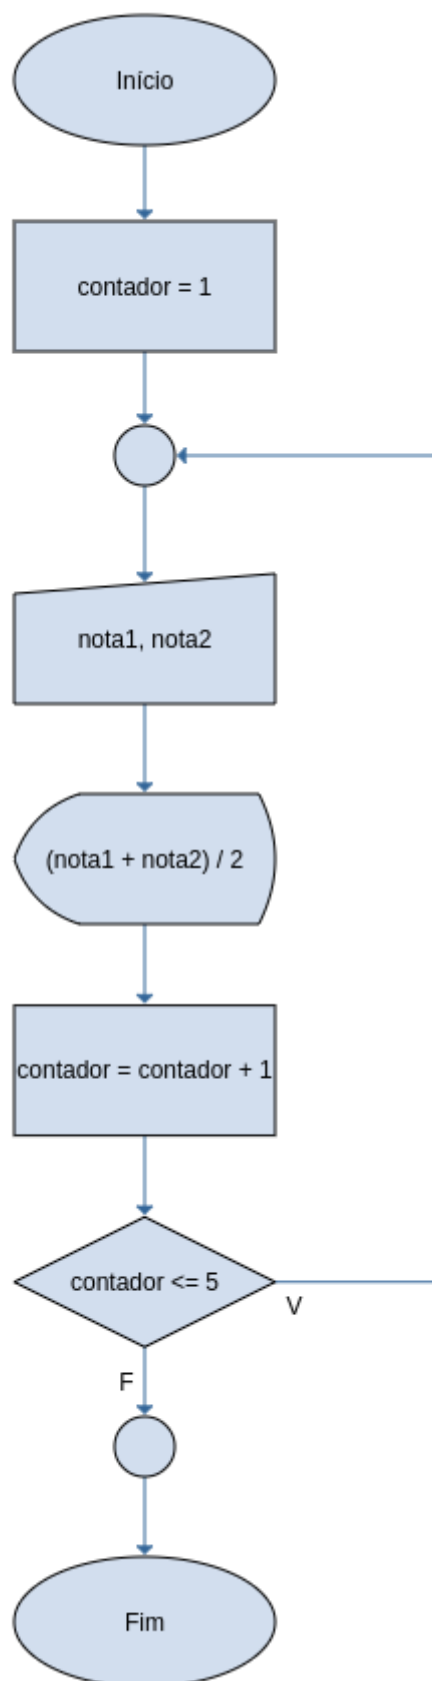 Início
contador = 1
nota1, nota2
(nota1 + nota2) / 2
contador = contador + 1
contador <= 5
V
F
Fim